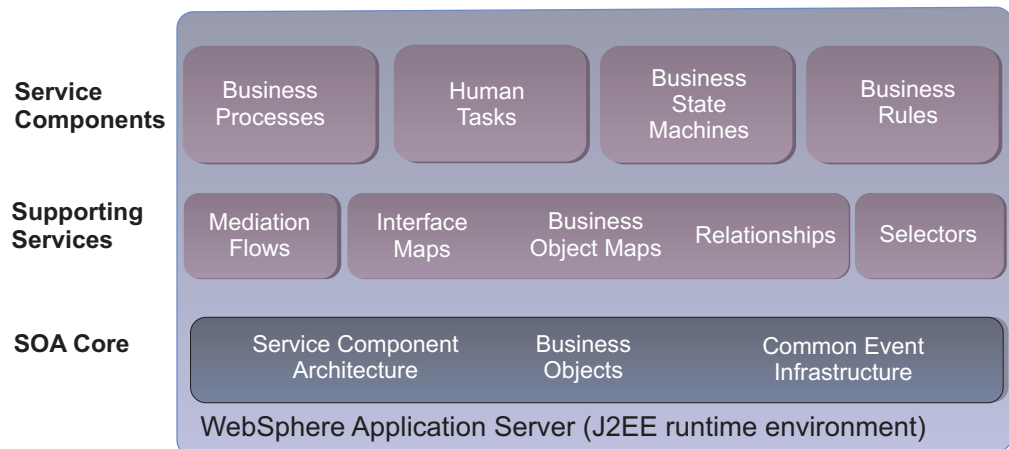 Service
Components
Business
Processes
Human
Tasks
Business
State
Machines
Business
Rules
Supporting
Services
Mediation
Flows
Interface
Maps
Business
Object Maps
Relationships
Selectors
SOA Core
Service Component
Architecture
Business
Objects
Common Event
Infrastructure
WebSphere Application Server (J2EE runtime environment)